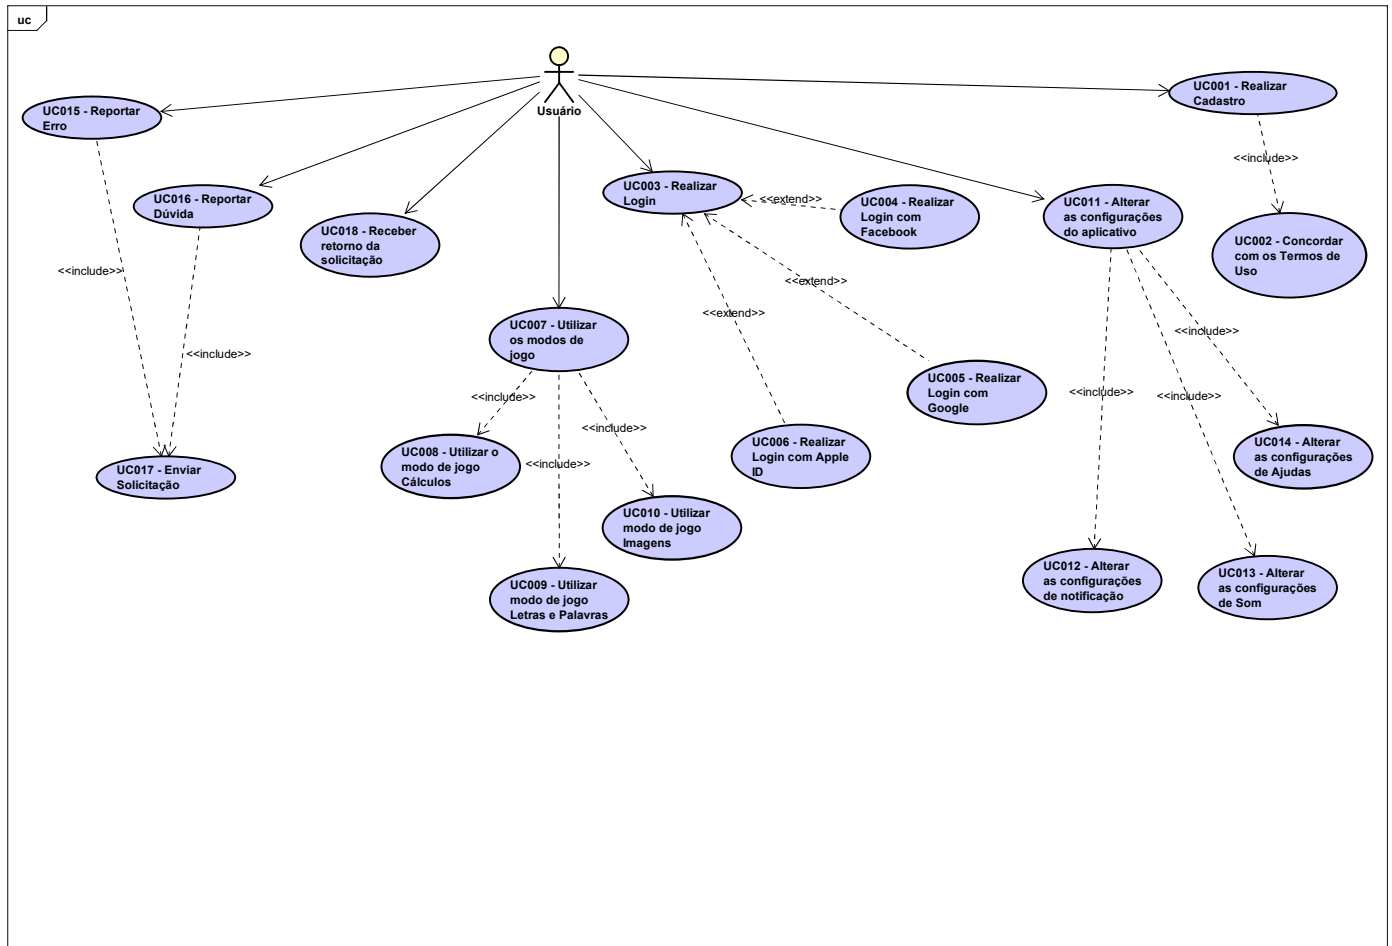 uc
Usuário
UC015 - Reportar
Erro
UC001 - Realizar
Cadastro
<<include>>
UC016 - Reportar
Dúvida
UC018 - Receber
retorno da
solicitação
UC003 - Realizar
Login
<<extend>>
UC004 - Realizar
Login com
Facebook
UC011 - Alterar
as configurações
do aplicativo
UC002 - Concordar
com os Termos de
Uso
<<include>>
<<extend>>
<<extend>>
UC007 - Utilizar
os modos de
jogo
<<include>>
<<include>>
UC005 - Realizar
Login com
Google
<<include>>
<<include>>
<<include>>
<<include>>
<<include>>
UC008 - Utilizar o
modo de jogo
Cálculos
UC006 - Realizar
Login com Apple
ID
UC014 - Alterar
as configurações
de Ajudas
UC017 - Enviar
Solicitação
UC010 - Utilizar
modo de jogo
Imagens
UC009 - Utilizar
modo de jogo
Letras e Palavras
UC012 - Alterar
as configurações
de notificação
UC013 - Alterar
as configurações
de Som